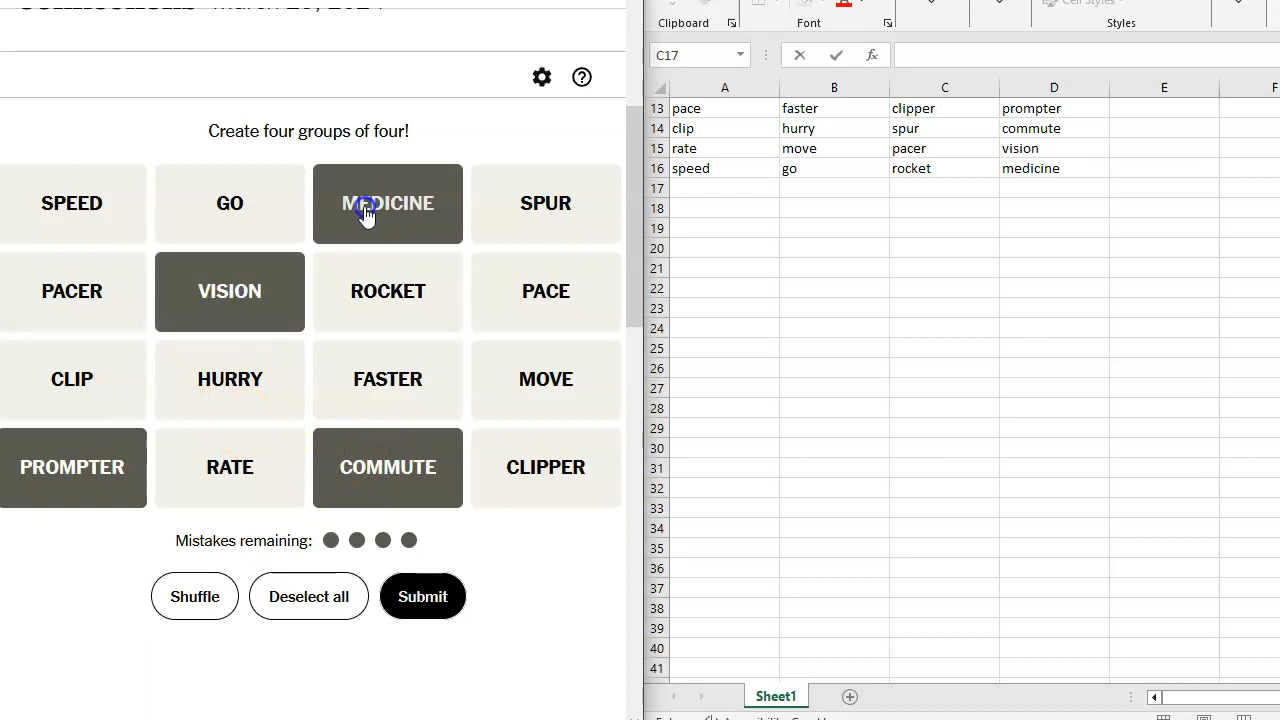 Clipboard Font Styles
C17
A B C D E F
Create four groups of four!
SPEED GO MEDICINE SPUR
PACER VISION ROCKET PACE
CLIP HURRY FASTER MOVE
PROMPTER RATE COMMUTE CLIPPER
Mistakes remaining:
Shuffle Deselect all Submit
13 pace faster clipper prompter
14 clip hurry spur commute
15 rate move pacer vision
16 speed go rocket medicine
17
18
19
20
21
22
23
24
25
26
27
28
29
30
31
32
33
34
35
36
37
38
39
40
41
Sheet1